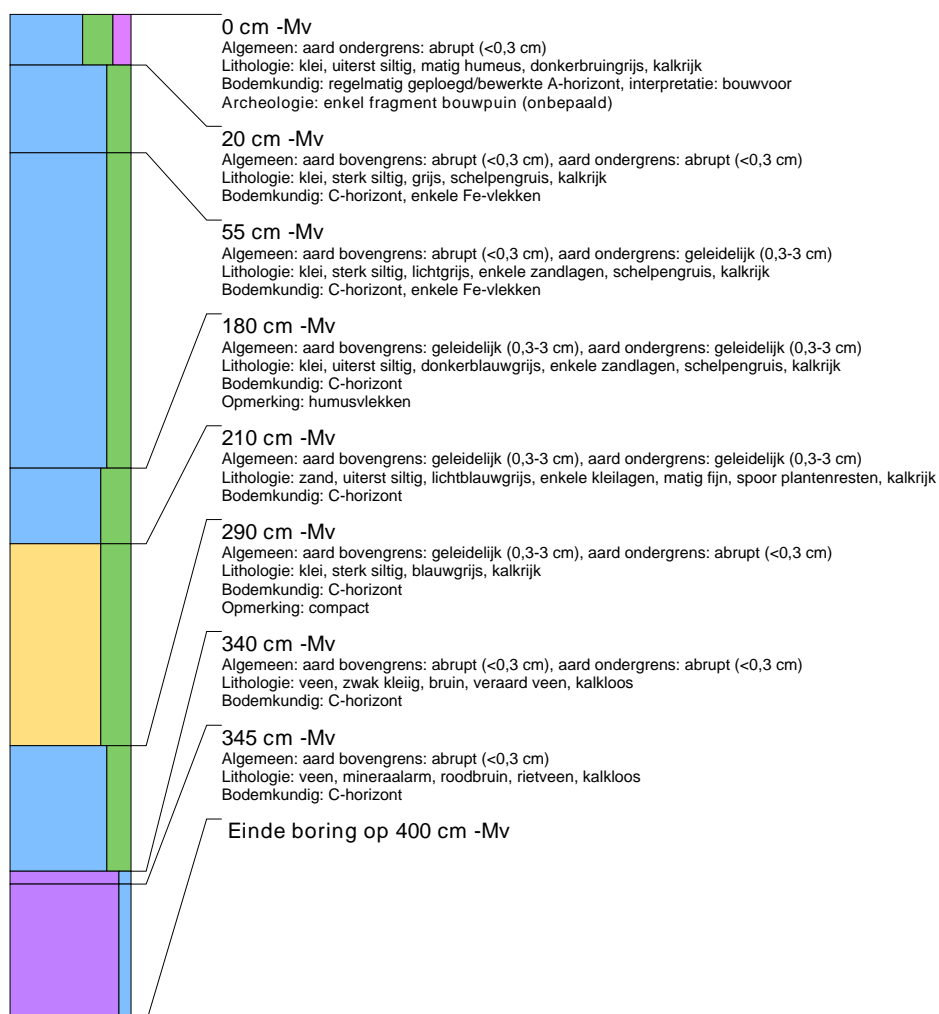 0 cm -Mv
Algemeen: aard ondergrens: abrupt (<0,3 cm)
Lithologie: klei, uiterst siltig, matig humeus, donkerbruingrijs, kalkrijk
Bodemkundig: regelmatig geploegd/bewerkte A-horizont, interpretatie: bouwvoor
Archeologie: enkel fragment bouwpuin (onbepaald)
20 cm -Mv
Algemeen: aard bovengrens: abrupt (<0,3 cm), aard ondergrens: abrupt (<0,3 cm)
Lithologie: klei, sterk siltig, grijs, schelpengruis, kalkrijk
Bodemkundig: C-horizont, enkele Fe-vlekken
55 cm -Mv
Algemeen: aard bovengrens: abrupt (<0,3 cm), aard ondergrens: geleidelijk (0,3-3 cm)
Lithologie: klei, sterk siltig, lichtgrijs, enkele zandlagen, schelpengruis, kalkrijk
Bodemkundig: C-horizont, enkele Fe-vlekken
180 cm -Mv
Algemeen: aard bovengrens: geleidelijk (0,3-3 cm), aard ondergrens: geleidelijk (0,3-3 cm)
Lithologie: klei, uiterst siltig, donkerblauwgrijs, enkele zandlagen, schelpengruis, kalkrijk
Bodemkundig: C-horizont
Opmerking: humusvlekken
210 cm -Mv
Algemeen: aard bovengrens: geleidelijk (0,3-3 cm), aard ondergrens: geleidelijk (0,3-3 cm)
Lithologie: zand, uiterst siltig, lichtblauwgrijs, enkele kleilagen, matig fijn, spoor plantenresten, kalkrijk
Bodemkundig: C-horizont
290 cm -Mv
Algemeen: aard bovengrens: geleidelijk (0,3-3 cm), aard ondergrens: abrupt (<0,3 cm)
Lithologie: klei, sterk siltig, blauwgrijs, kalkrijk
Bodemkundig: C-horizont
Opmerking: compact
340 cm -Mv
Algemeen: aard bovengrens: abrupt (<0,3 cm), aard ondergrens: abrupt (<0,3 cm)
Lithologie: veen, zwak kleiig, bruin, veraard veen, kalkloos
Bodemkundig: C-horizont
345 cm -Mv
Algemeen: aard bovengrens: abrupt (<0,3 cm)
Lithologie: veen, mineraalarm, roodbruin, rietveen, kalkloos
Bodemkundig: C-horizont
Einde boring op 400 cm -Mv